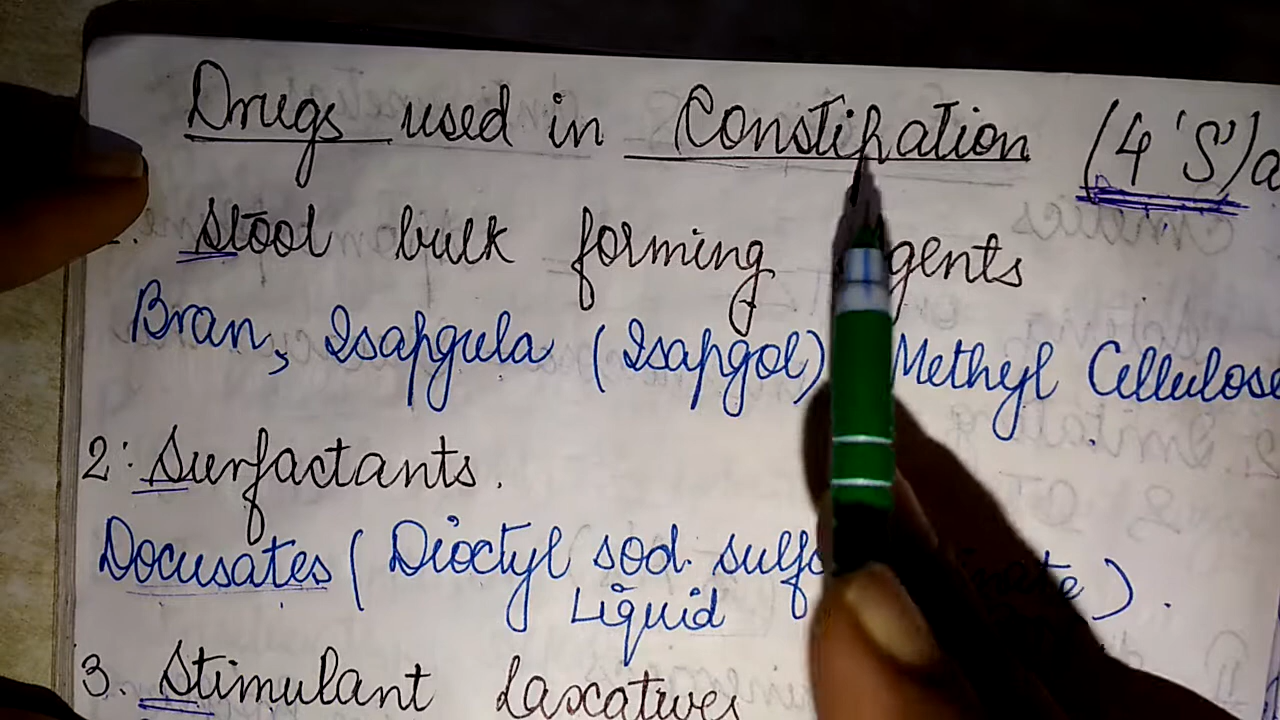 Drugs used in Constipation (4 'S')a
1. Stool bulk forming gents
Bran, Isapgula (Isapgol) Methyl Cellulose
2. Surfactants.
Docusates ( Dioctyl sod. sulfo ).
Liquid
3. Stimulant Laxatives